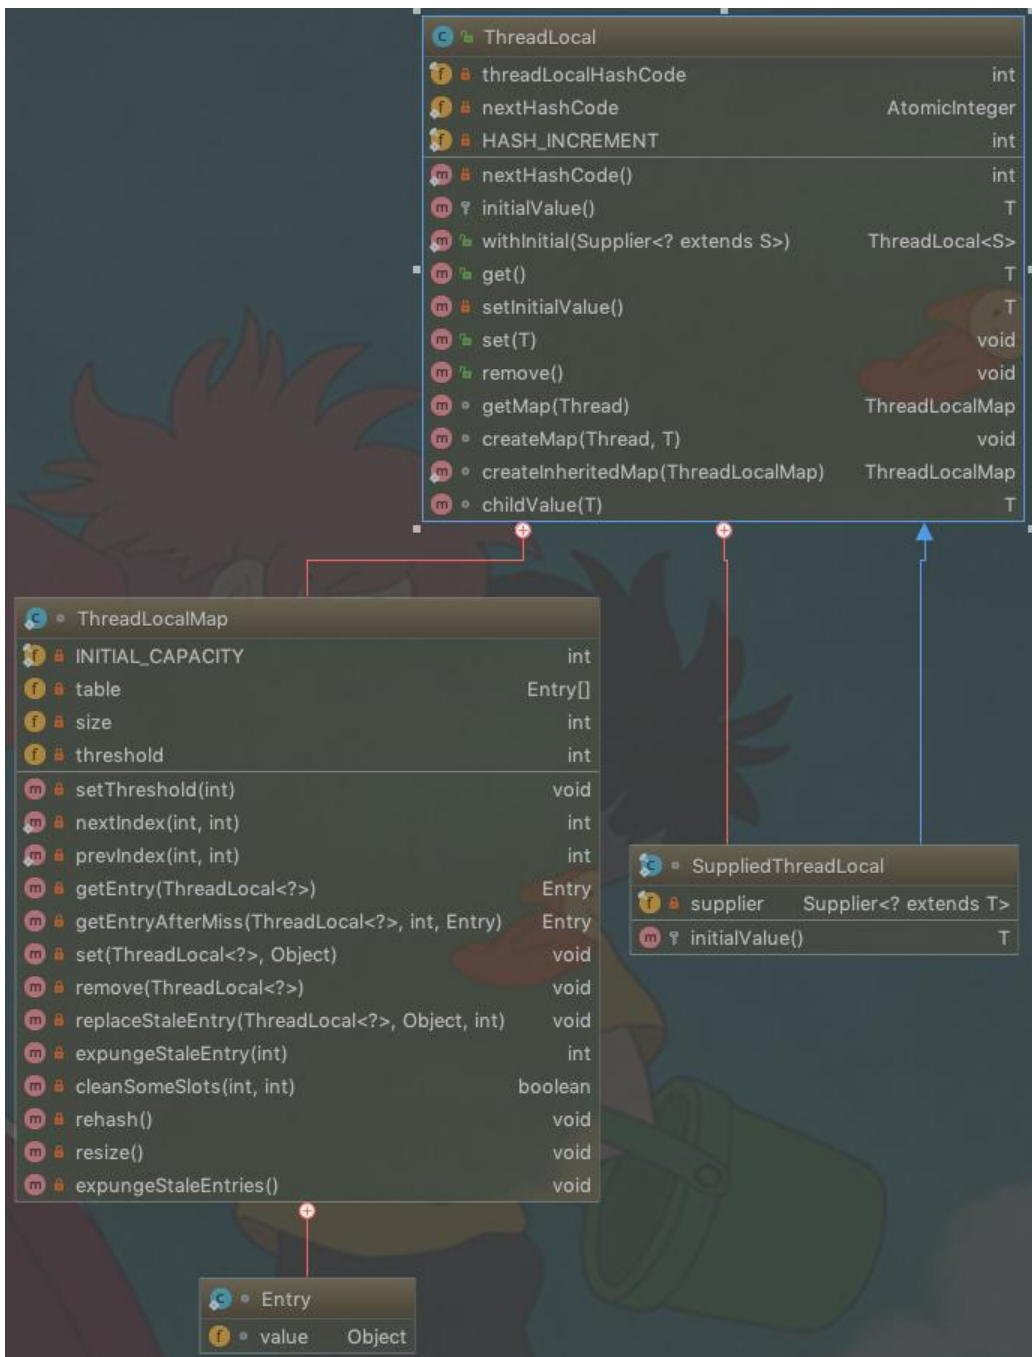 ThreadLocal
threadLocalHashCode int
nextHashCode AtomicInteger
HASH_INCREMENT int
nextHashCode() int
initialValue() T
withInitial(Supplier<? extends S>) ThreadLocal<S>
get() T
setInitialValue() T
set(T) void
remove() void
getMap(Thread) ThreadLocalMap
createMap(Thread, T) void
createInheritedMap(ThreadLocalMap) ThreadLocalMap
childValue(T) T
ThreadLocalMap
INITIAL_CAPACITY int
table Entry[]
size int
threshold int
setThreshold(int) void
nextIndex(int, int) int
prevIndex(int, int) int
getEntry(ThreadLocal<?>) Entry
getEntryAfterMiss(ThreadLocal<?>, int, Entry) Entry
set(ThreadLocal<?>, Object) void
remove(ThreadLocal<?>) void
replaceStaleEntry(ThreadLocal<?>, Object, int) void
expungeStaleEntry(int) int
cleanSomeSlots(int, int) boolean
rehash() void
resize() void
expungeStaleEntries() void
SuppliedThreadLocal
supplier Supplier<? extends T>
initialValue() T
Entry
value Object